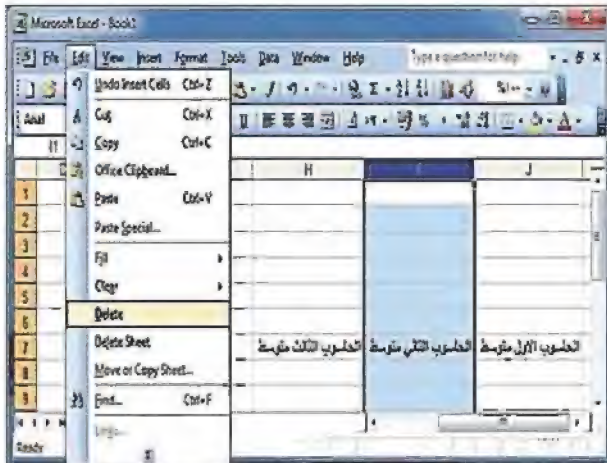 Microsoft Excel - Book1
File Edit View Insert Format Tools Data Window Help Type a question for help
Undo Insert Cells Ctrl+Z
Cut Ctrl+X
Copy Ctrl+C
Office Clipboard...
Paste Ctrl+V
Paste Special...
Fill
Clear
Delete
Delete Sheet
Move or Copy Sheet...
Find... Ctrl+F
Arial
I1
H I J
1
2
3
4
5
6
7
8
9
الحاسوب الاول متوسط الحاسوب الثاني متوسط الحاسوب الثالث متوسط
Ready